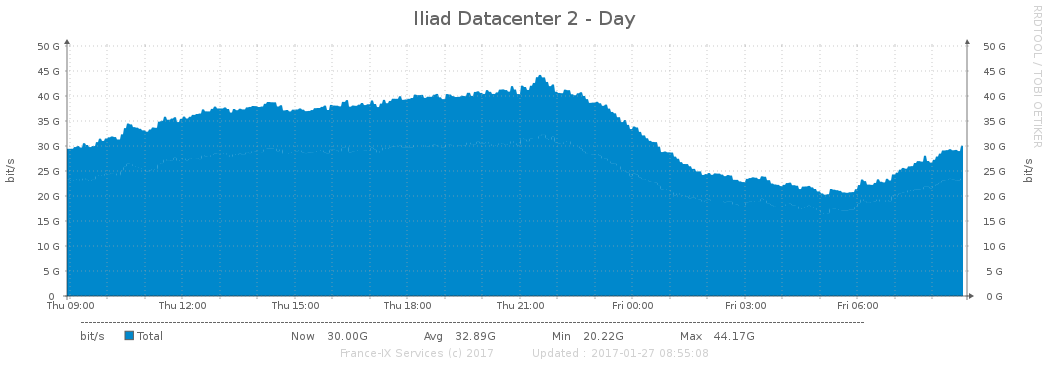 Iliad Datacenter 2 - Day
RRDTOOL / TOBI OETIKER
bit/s
50 G 50 G
45 G 45 G
40 G 40 G
35 G 35 G
30 G 30 G
25 G 25 G
20 G 20 G
15 G 15 G
10 G 10 G
5 G 5 G
0 0 G
bit/s
Thu 09:00 Thu 12:00 Thu 15:00 Thu 18:00 Thu 21:00 Fri 00:00 Fri 03:00 Fri 06:00
bit/s Total Now 30.00G Avg 32.89G Min 20.22G Max 44.17G
France-IX Services (c) 2017 Updated : 2017-01-27 08:55:08